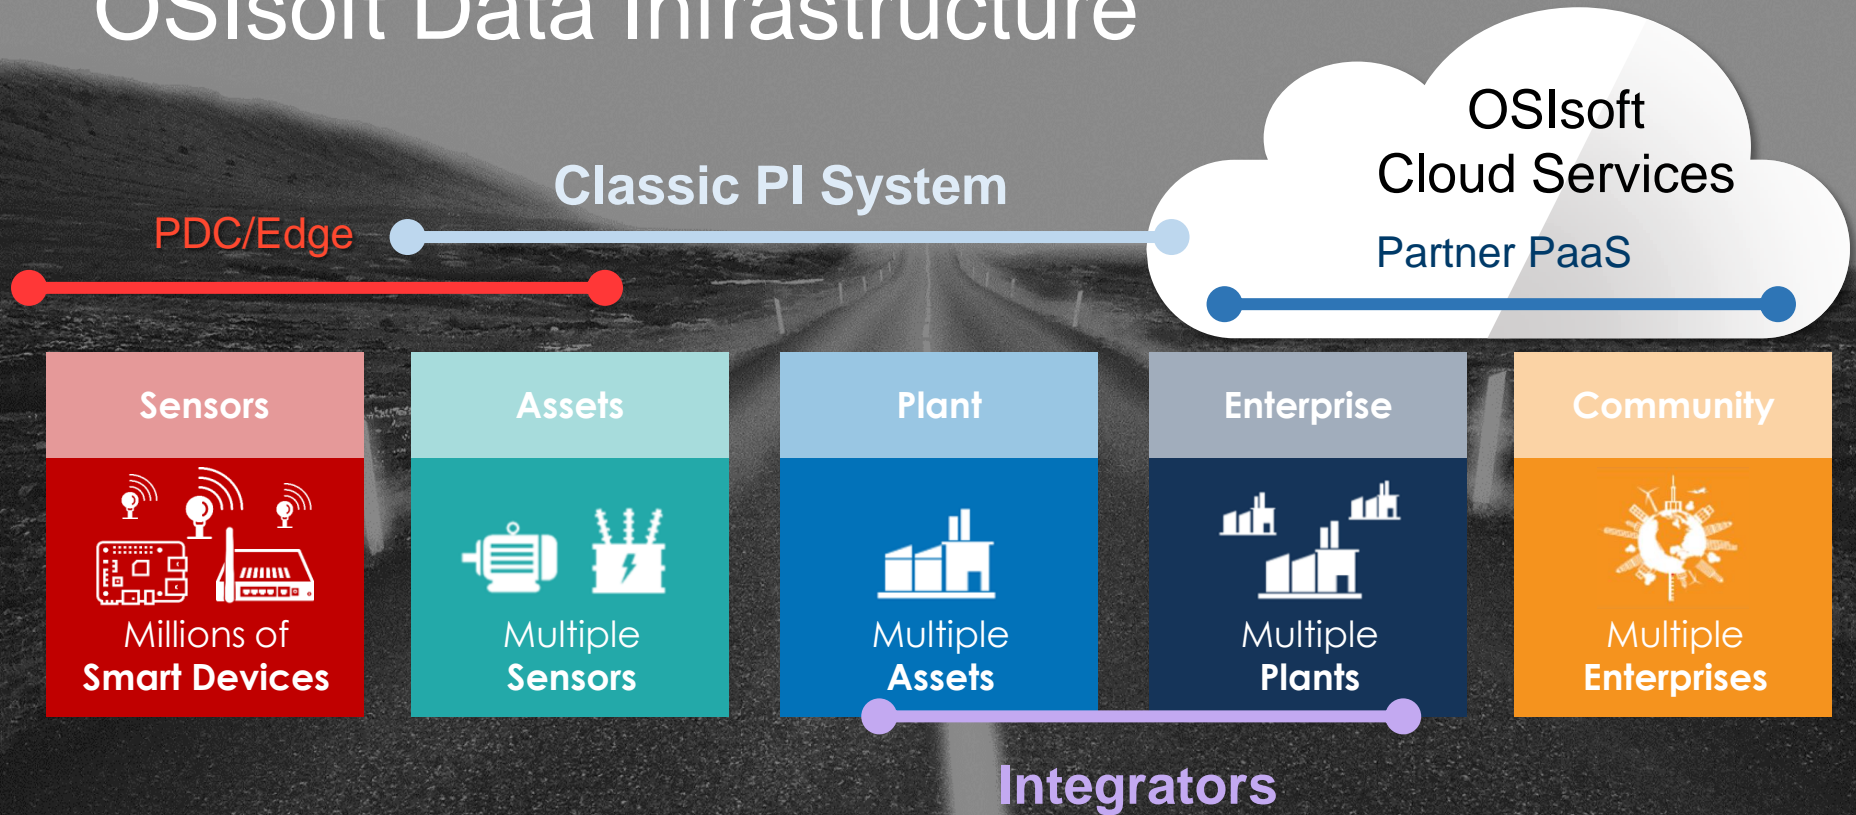 OSIsoft Data Infrastructure
OSIsoft
Cloud Services
Classic PI System
PDC/Edge
Partner PaaS
Sensors
Assets
Plant
Enterprise
Community
Millions of
Smart Devices
Multiple
Sensors
Multiple
Assets
Multiple
Plants
Multiple
Enterprises
Integrators